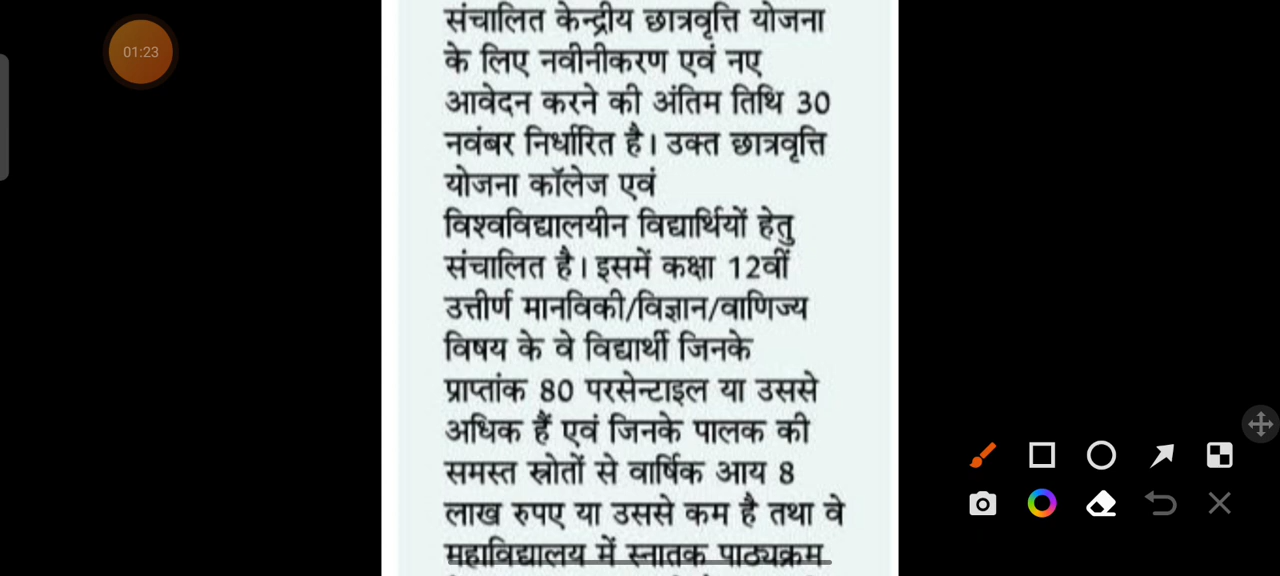 01:23
संचालित केन्द्रीय छात्रवृत्ति योजना
के लिए नवीनीकरण एवं नए
आवेदन करने की अंतिम तिथि 30
नवंबर निर्धारित है। उक्त छात्रवृत्ति
योजना कॉलेज एवं
विश्वविद्यालयीन विद्यार्थियों हेतु
संचालित है। इसमें कक्षा 12वीं
उत्तीर्ण मानविकी/विज्ञान/वाणिज्य
विषय के वे विद्यार्थी जिनके
प्राप्तांक 80 परसेन्टाइल या उससे
अधिक हैं एवं जिनके पालक की
समस्त स्रोतों से वार्षिक आय 8
लाख रुपए या उससे कम है तथा वे
महाविद्यालय में स्नातक पाठ्यक्रम